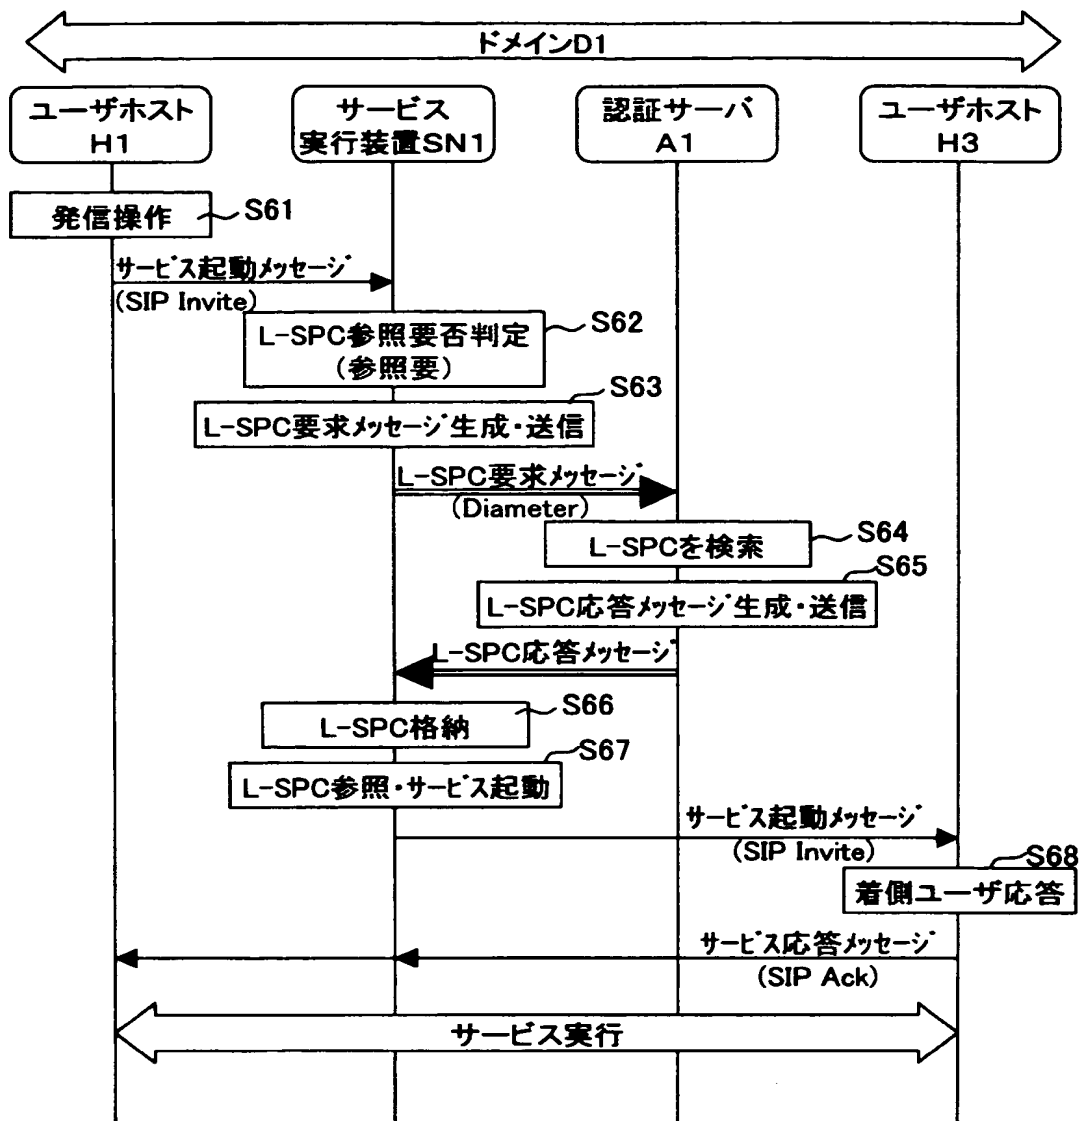 ドメインD1
ユーザホスト
H1
サービス
実行装置SN1
認証サーバ
A1
ユーザホスト
H3
発信操作
S61
サービス起動メッセージ
(SIP Invite)
L-SPC参照要否判定
(参照要)
S62
S63
L-SPC要求メッセージ生成・送信
L-SPC要求メッセージ
(Diameter)
L-SPCを検索
S64
S65
L-SPC応答メッセージ生成・送信
L-SPC応答メッセージ
L-SPC格納
S66
S67
L-SPC参照・サービス起動
サービス起動メッセージ
(SIP Invite)
S68
着側ユーザ応答
サービス応答メッセージ
(SIP Ack)
サービス実行